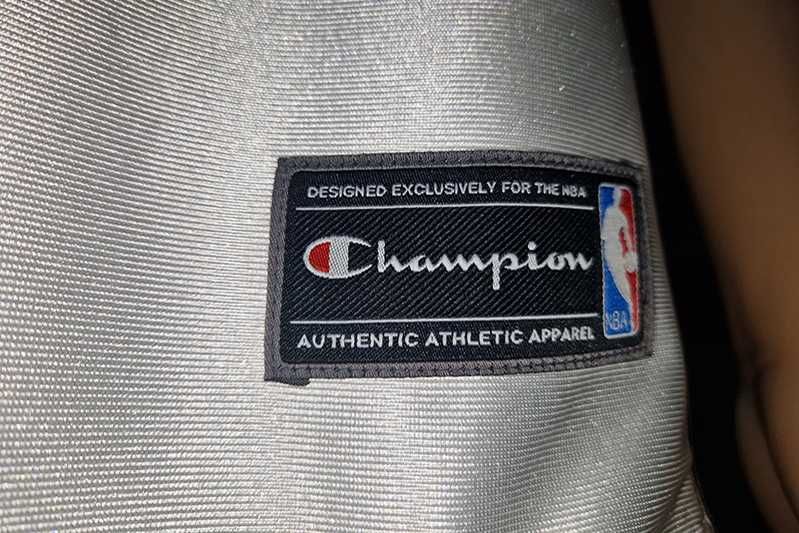 DESIGNED EXCLUSIVELY FOR THE NBA
Champion
NBA
AUTHENTIC ATHLETIC APPAREL